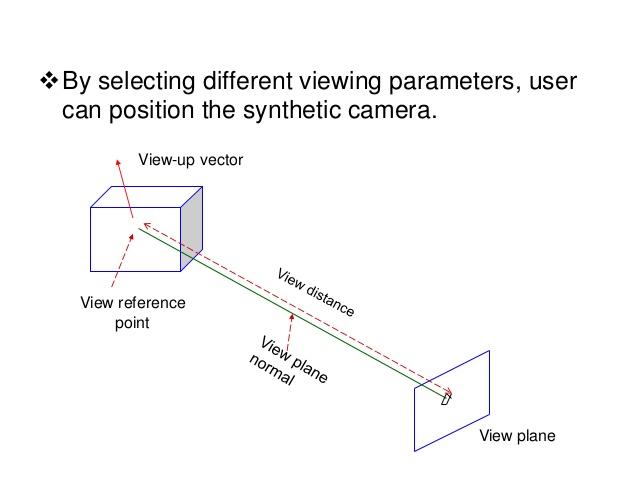 ❖By selecting different viewing parameters, user
can position the synthetic camera.
View-up vector
View reference
point
View distance
View plane
normal
View plane